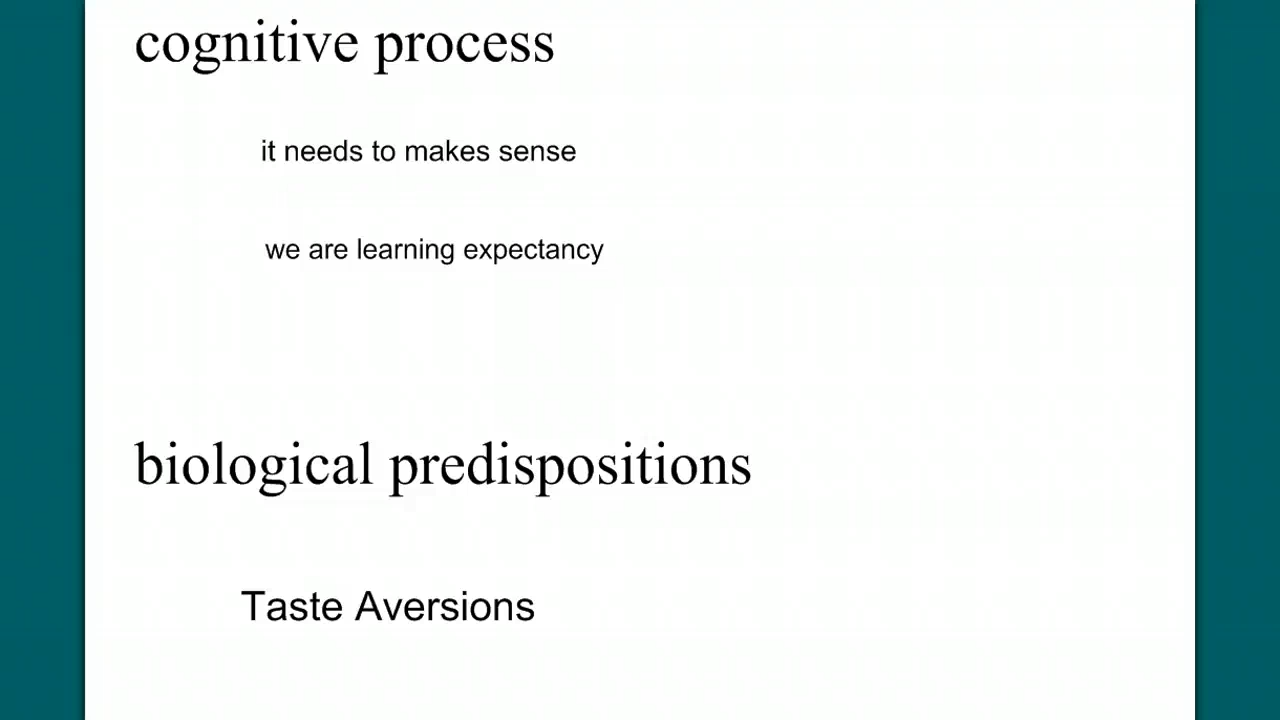 cognitive process
it needs to makes sense
we are learning expectancy
biological predispositions
Taste Aversions